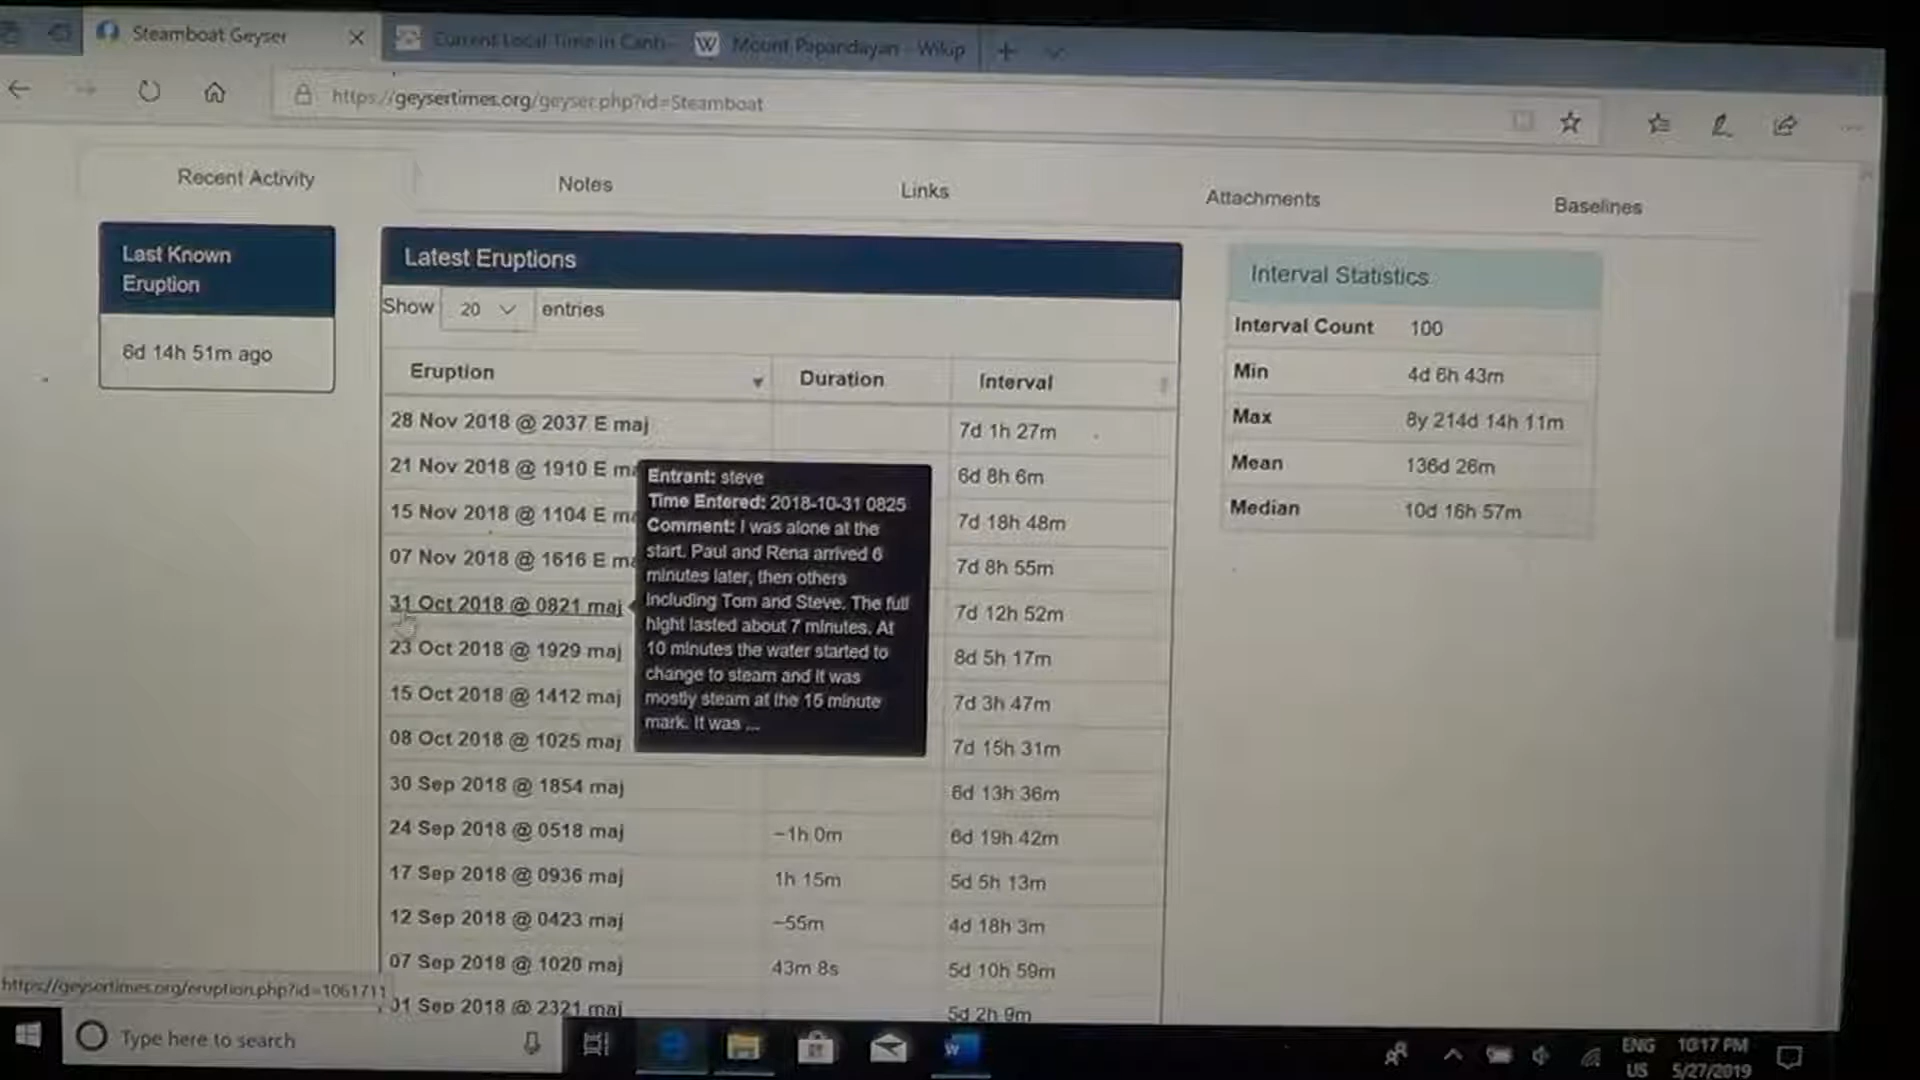 Steamboat Geyser
Current Local Time in Canb
Mount Papandayan - Wikip
https://geysertimes.org/geyser.php?id=Steamboat
Recent Activity
Notes
Links
Attachments
Baselines
Last Known
Eruption
6d 14h 51m ago
Latest Eruptions
Show 20 entries
Eruption Duration Interval
28 Nov 2018 @ 2037 E maj 7d 1h 27m
21 Nov 2018 @ 1910 E ma 6d 8h 6m
15 Nov 2018 @ 1104 E ma 7d 18h 48m
07 Nov 2018 @ 1616 E ma 7d 8h 55m
31 Oct 2018 @ 0821 maj 7d 12h 52m
23 Oct 2018 @ 1929 maj 8d 5h 17m
15 Oct 2018 @ 1412 maj 7d 3h 47m
08 Oct 2018 @ 1025 maj 7d 15h 31m
30 Sep 2018 @ 1854 maj 6d 13h 36m
24 Sep 2018 @ 0518 maj ~1h 0m 6d 19h 42m
17 Sep 2018 @ 0936 maj 1h 15m 5d 5h 13m
12 Sep 2018 @ 0423 maj ~55m 4d 18h 3m
07 Sep 2018 @ 1020 maj 43m 8s 5d 10h 59m
01 Sep 2018 @ 2321 maj 5d 2h 9m
Entrant: steve
Time Entered: 2018-10-31 0825
Comment: I was alone at the
start. Paul and Rena arrived 6
minutes later, then others
including Tom and Steve. The full
hight lasted about 7 minutes. At
10 minutes the water started to
change to steam and it was
mostly steam at the 15 minute
mark. It was ...
Interval Statistics
Interval Count 100
Min 4d 6h 43m
Max 8y 214d 14h 11m
Mean 136d 26m
Median 10d 16h 57m
https://geysertimes.org/eruption.php?id=1061711
Type here to search
ENG
US
10:17 PM
5/27/2019